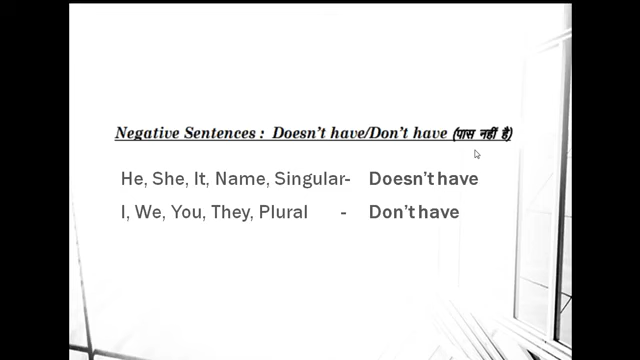 Negative Sentences : Doesn't have/Don't have (पास नहीं है)
He, She, It, Name, Singular- Doesn't have
I, We, You, They, Plural - Don't have